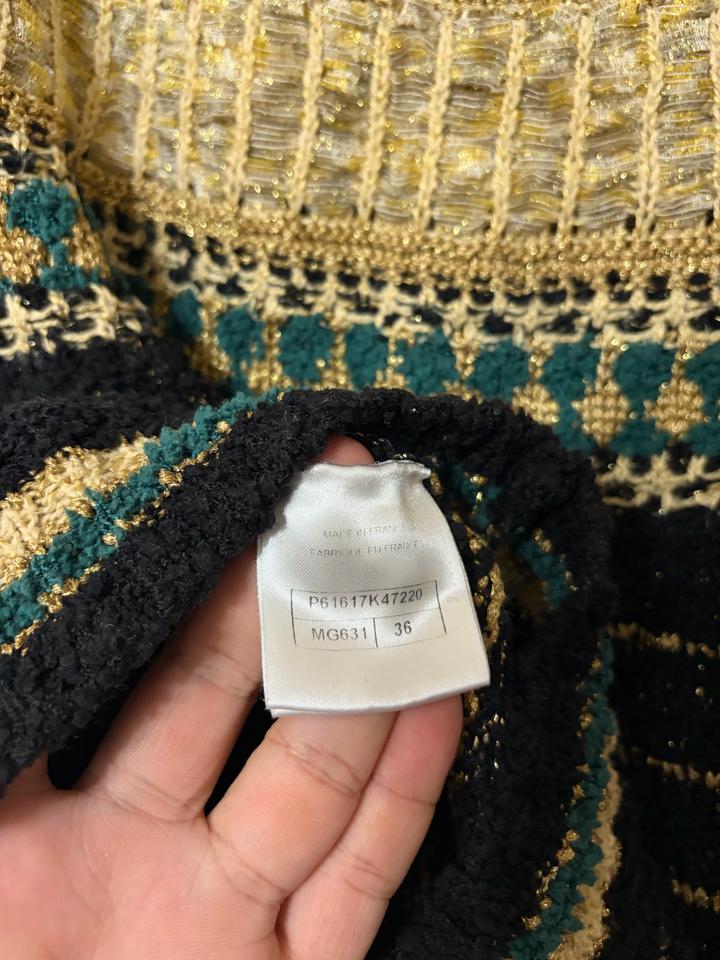 MADE IN FRANCE
FABRIQUE EN FRANCE
P61617K47220
MG631 36